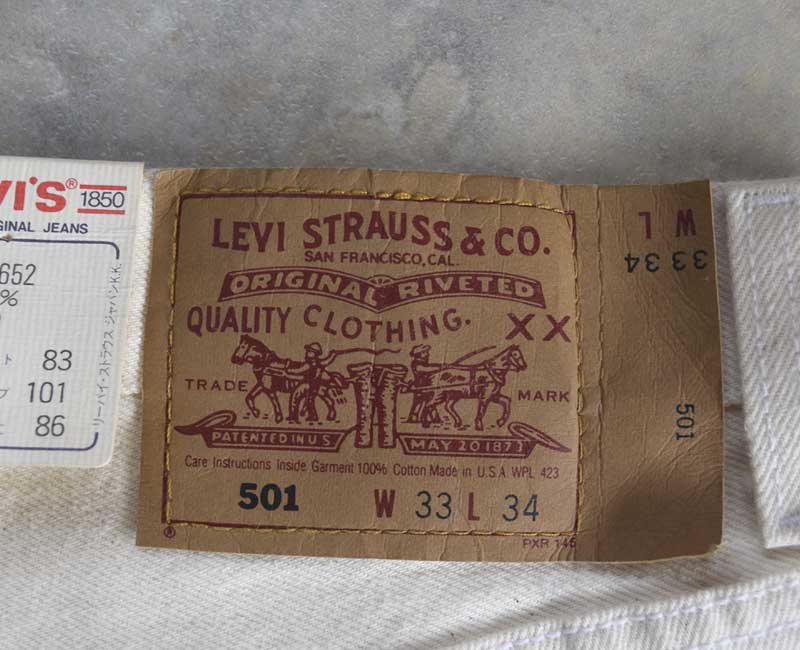 VI'S® 1850
GINAL JEANS
652
%
ト 83
プ 101
86
リーバイ・ストラウス ジャパンK.K.
LEVI STRAUSS & CO.
SAN FRANCISCO, CAL.
ORIGINAL RIVETED
QUALITY CLOTHING. XX
TRADE MARK
PATENTED IN U.S. MAY 20 1873
Care Instructions Inside Garment 100% Cotton Made in U.S.A. WPL 423
501 W 33 L 34
® PXR 146
W L
33 34
501